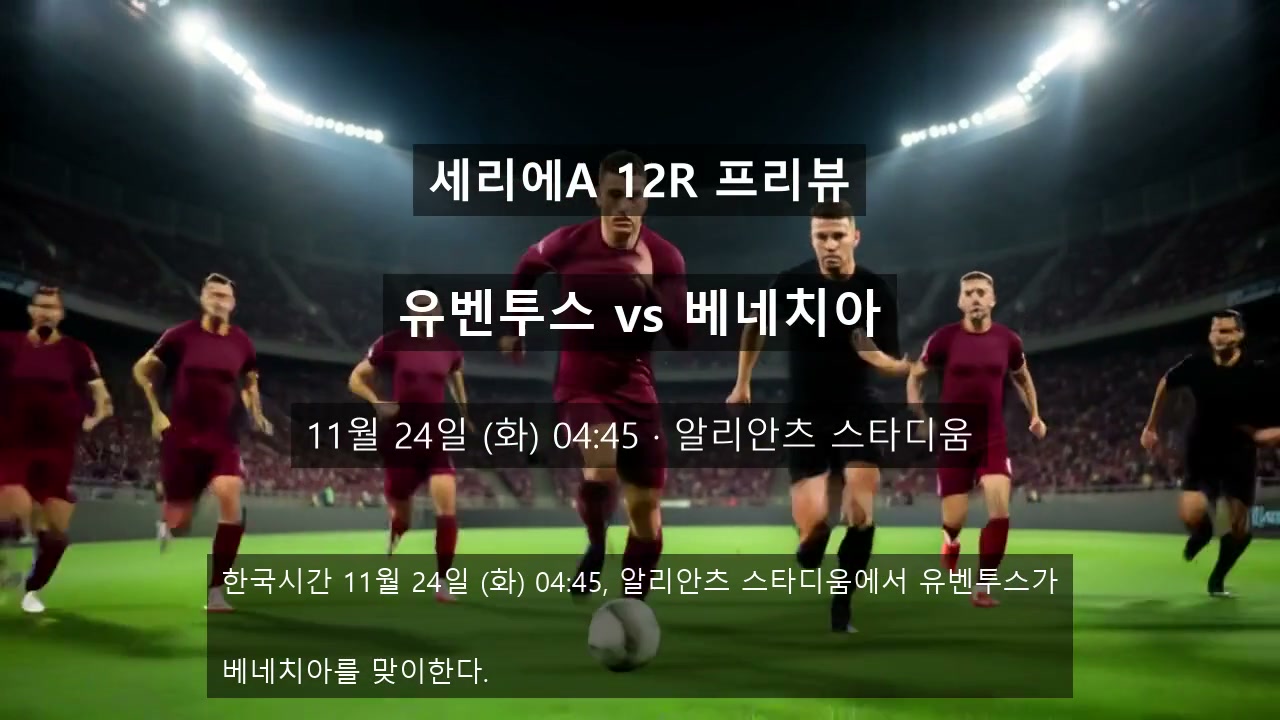 세리에A 12R 프리뷰
유벤투스 vs 베네치아
11월 24일 (화) 04:45 · 알리안츠 스타디움
한국시간 11월 24일 (화) 04:45, 알리안츠 스타디움에서 유벤투스가
베네치아를 맞이한다.